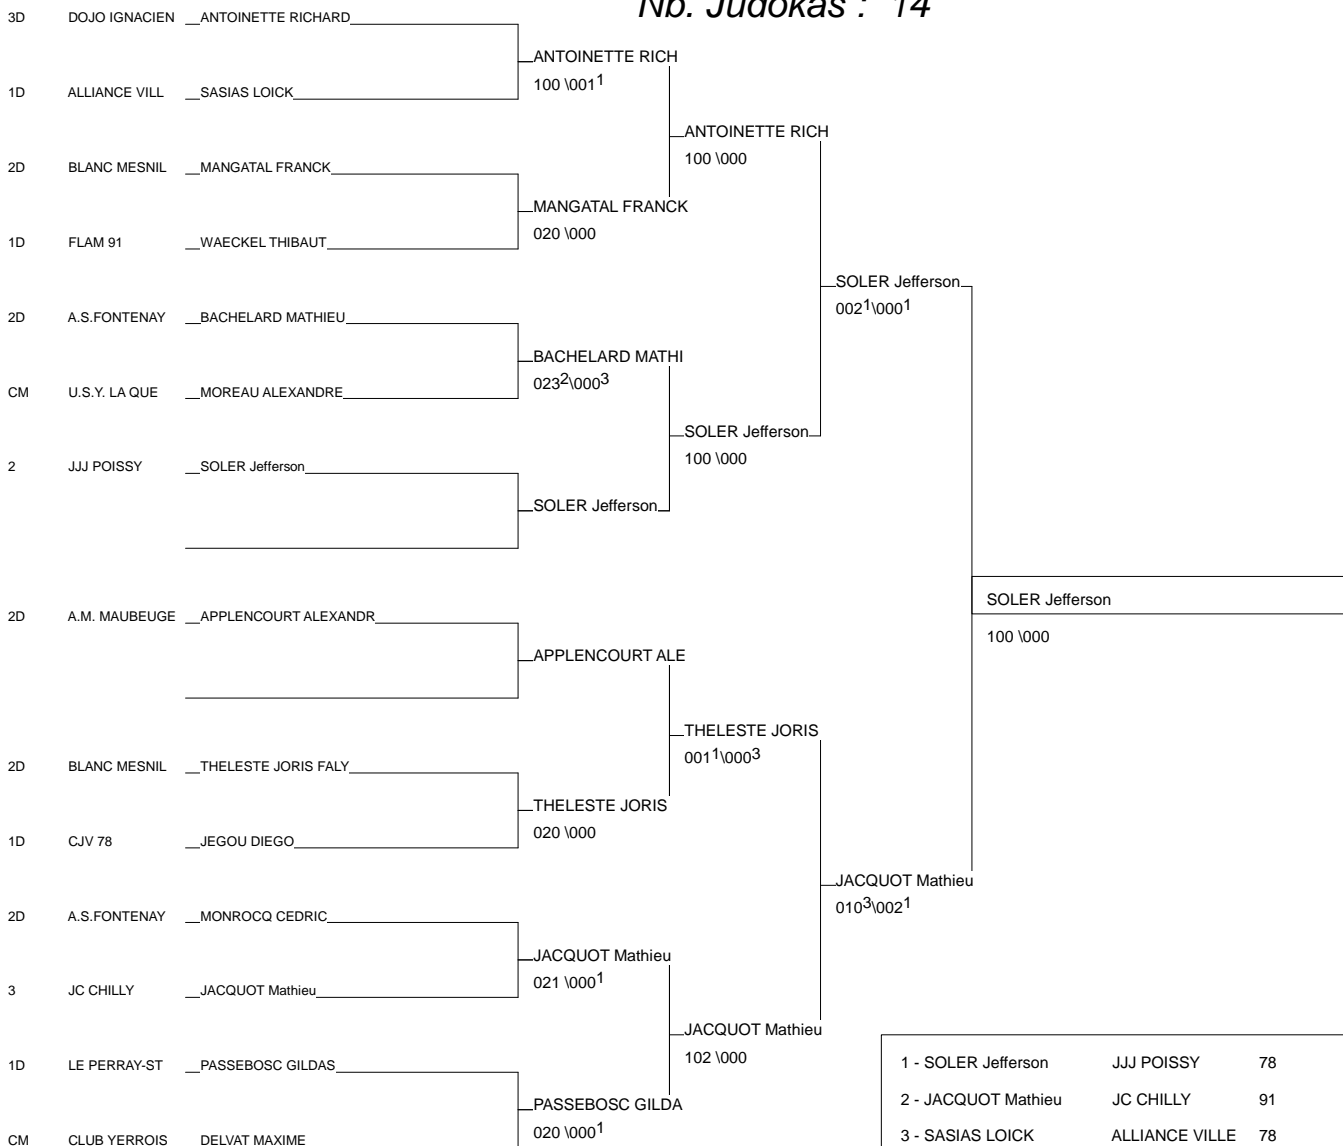 Nb. Judokas : 14
3D DOJO IGNACIEN ANTOINETTE RICHARD
ANTOINETTE RICH
100 \001 1
1D ALLIANCE VILL SASIAS LOICK
ANTOINETTE RICH
100 \000
2D BLANC MESNIL MANGATAL FRANCK
MANGATAL FRANCK
020 \000
1D FLAM 91 WAECKEL THIBAUT
SOLER Jefferson
002 1\000 1
2D A.S.FONTENAY BACHELARD MATHIEU
BACHELARD MATHI
023 2\000 3
CM U.S.Y. LA QUE MOREAU ALEXANDRE
SOLER Jefferson
100 \000
2 JJJ POISSY SOLER Jefferson
SOLER Jefferson
SOLER Jefferson
100 \000
2D A.M. MAUBEUGE APPLENCOURT ALEXANDR
APPLENCOURT ALE
THELESTE JORIS
001 1\000 3
2D BLANC MESNIL THELESTE JORIS FALY
THELESTE JORIS
020 \000
1D CJV 78 JEGOU DIEGO
JACQUOT Mathieu
010 3\002 1
2D A.S.FONTENAY MONROCQ CEDRIC
JACQUOT Mathieu
021 \000 1
3 JC CHILLY JACQUOT Mathieu
JACQUOT Mathieu
102 \000
1D LE PERRAY-ST PASSEBOSC GILDAS
PASSEBOSC GILDA
020 \000 1
CM CLUB YERROIS DELVAT MAXIME
1 - SOLER Jefferson JJJ POISSY 78
2 - JACQUOT Mathieu JC CHILLY 91
3 - SASIAS LOICK ALLIANCE VILLE 78